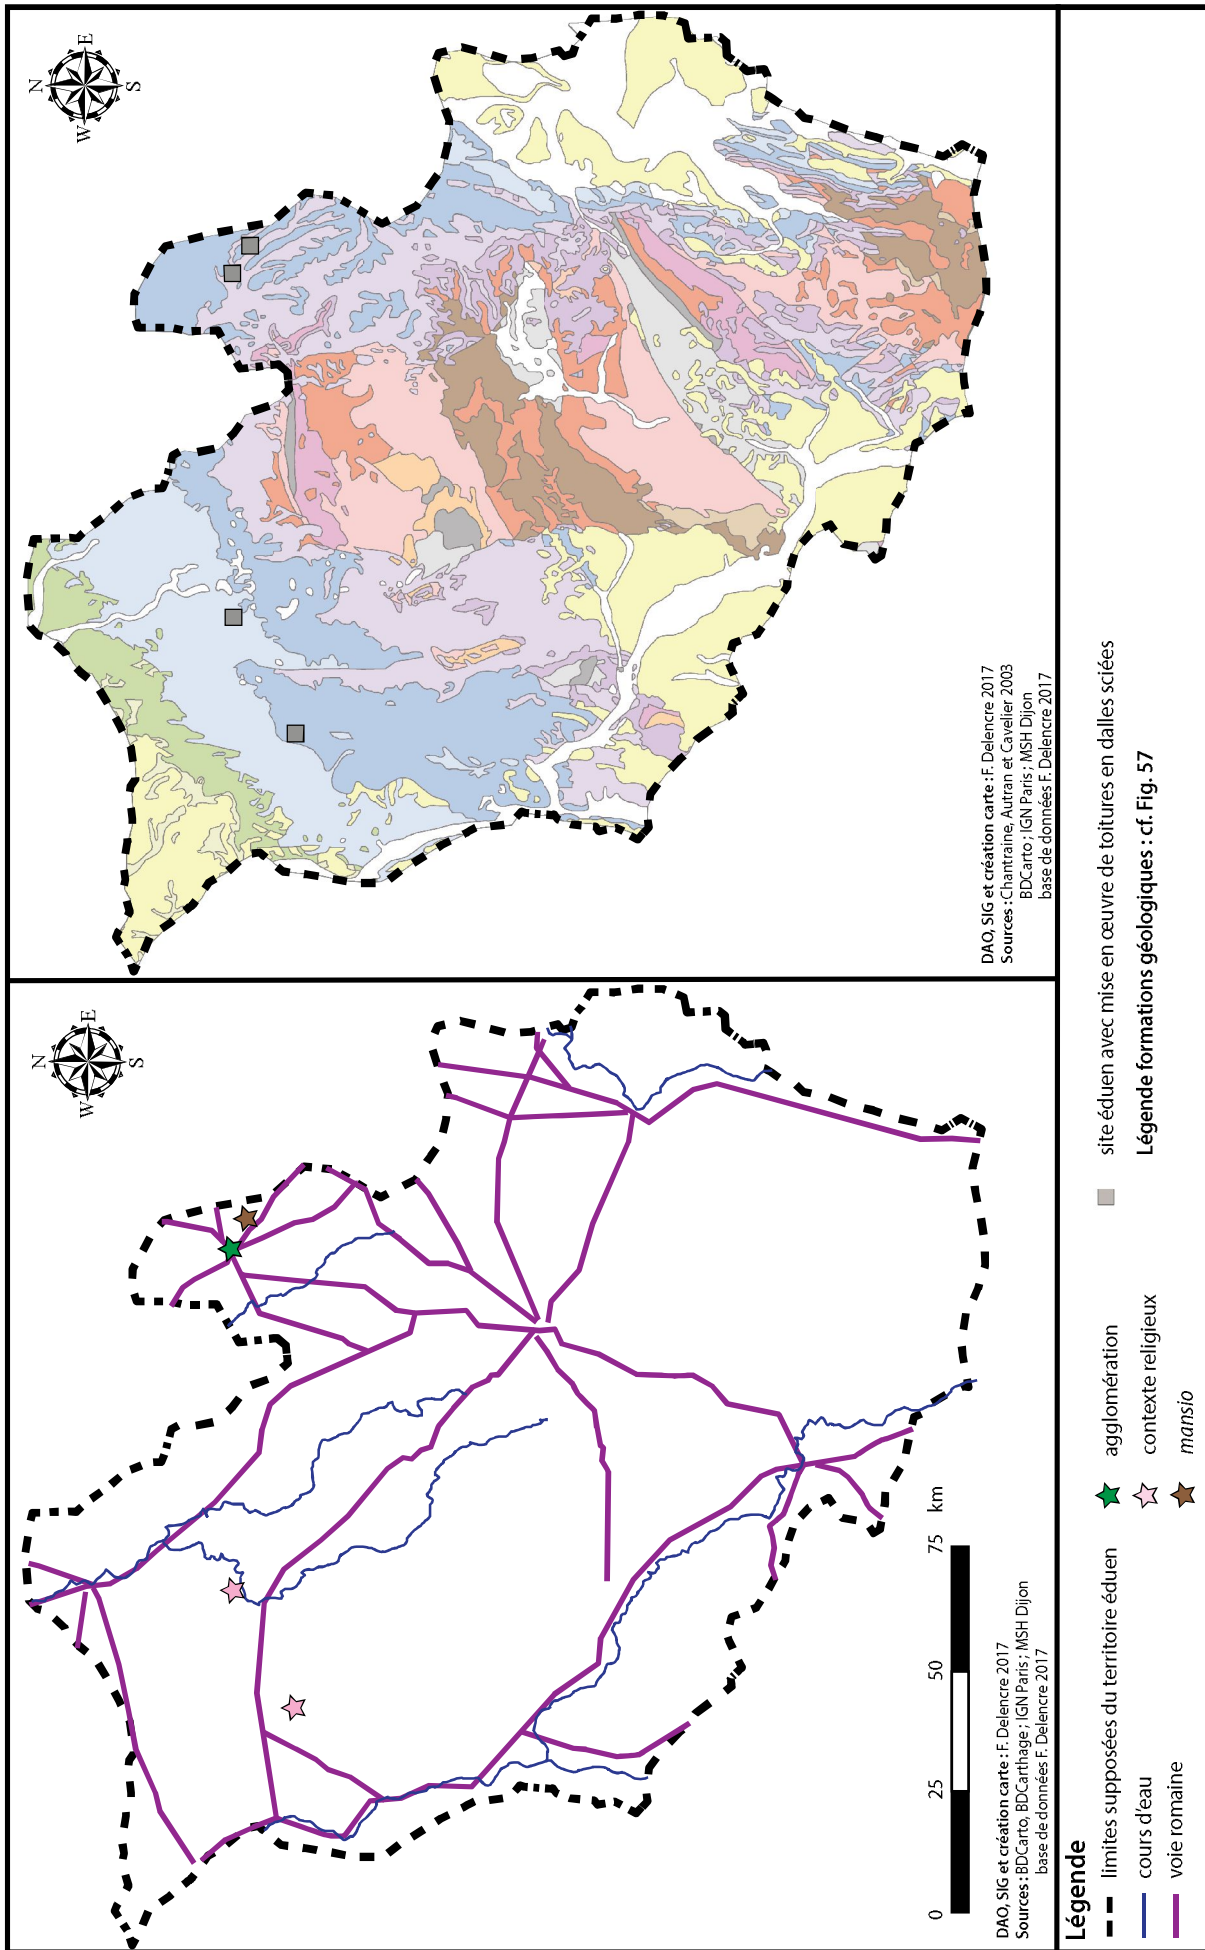 N
E
S
W
DAO, SIG et création carte : F. Delencre 2017
Sources : BDCarto, BDCarthage ; IGN Paris ; MSH Dijon
base de données F. Delencre 2017
0
25
50
75
km
N
E
S
W
DAO, SIG et création carte : F. Delencre 2017
Sources : Chantraine, Autran et Cavelier 2003
BDCarto ; IGN Paris ; MSH Dijon
base de données F. Delencre 2017
Légende
limites supposées du territoire éduen
cours d'eau
voie romaine
agglomération
contexte religieux
mansio
site éduen avec mise en œuvre de toitures en dalles sciées
Légende formations géologiques : cf. Fig. 57